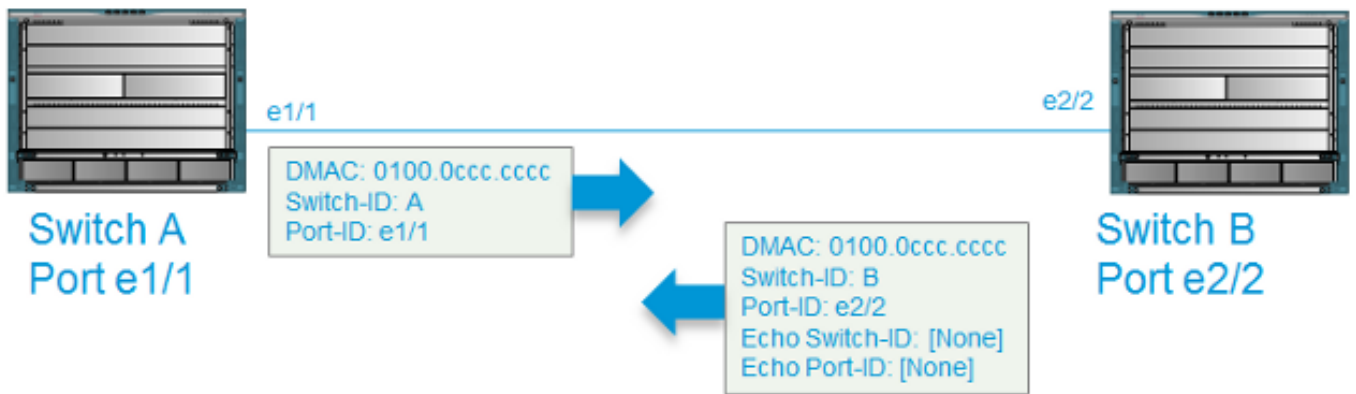 e1/1
e2/2
DMAC: 0100.0ccc.cccc
Switch-ID: A
Port-ID: e1/1
Switch A
Port e1/1
DMAC: 0100.0ccc.cccc
Switch-ID: B
Port-ID: e2/2
Echo Switch-ID: [None]
Echo Port-ID: [None]
Switch B
Port e2/2